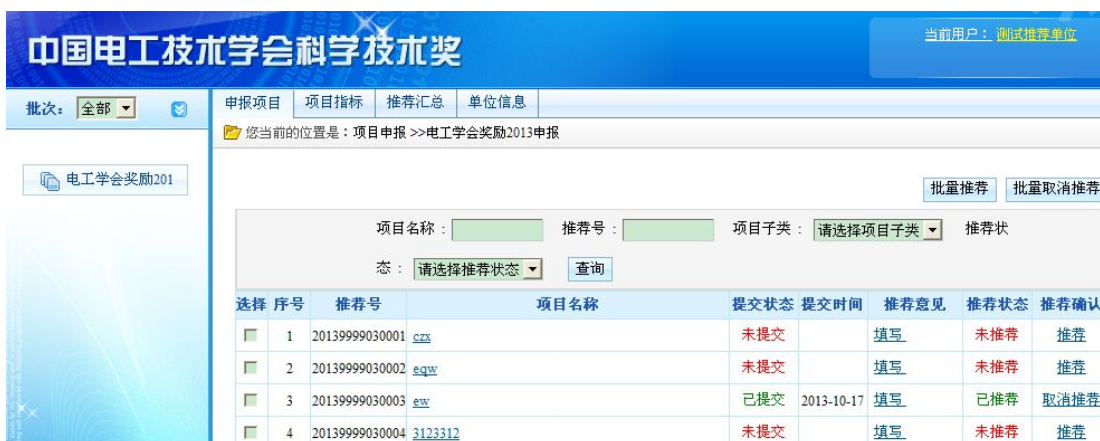 中国电工技术学会科学技术奖
当前用户： 测试推荐单位
批次： 全部
申报项目 项目指标 推荐汇总 单位信息
您当前的位置是：项目申报 >>电工学会奖励2013申报
电工学会奖励201
批量推荐 批量取消推荐
项目名称： 推荐号： 项目子类： 请选择项目子类 推荐状
态： 请选择推荐状态 查询
选择 序号 推荐号 项目名称 提交状态 提交时间 推荐意见 推荐状态 推荐确认
1 20139999030001 czx 未提交 填写 未推荐 推荐
2 20139999030002 eqw 未提交 填写 未推荐 推荐
3 20139999030003 ew 已提交 2013-10-17 填写 已推荐 取消推荐
4 20139999030004 3123312 未提交 填写 未推荐 推荐